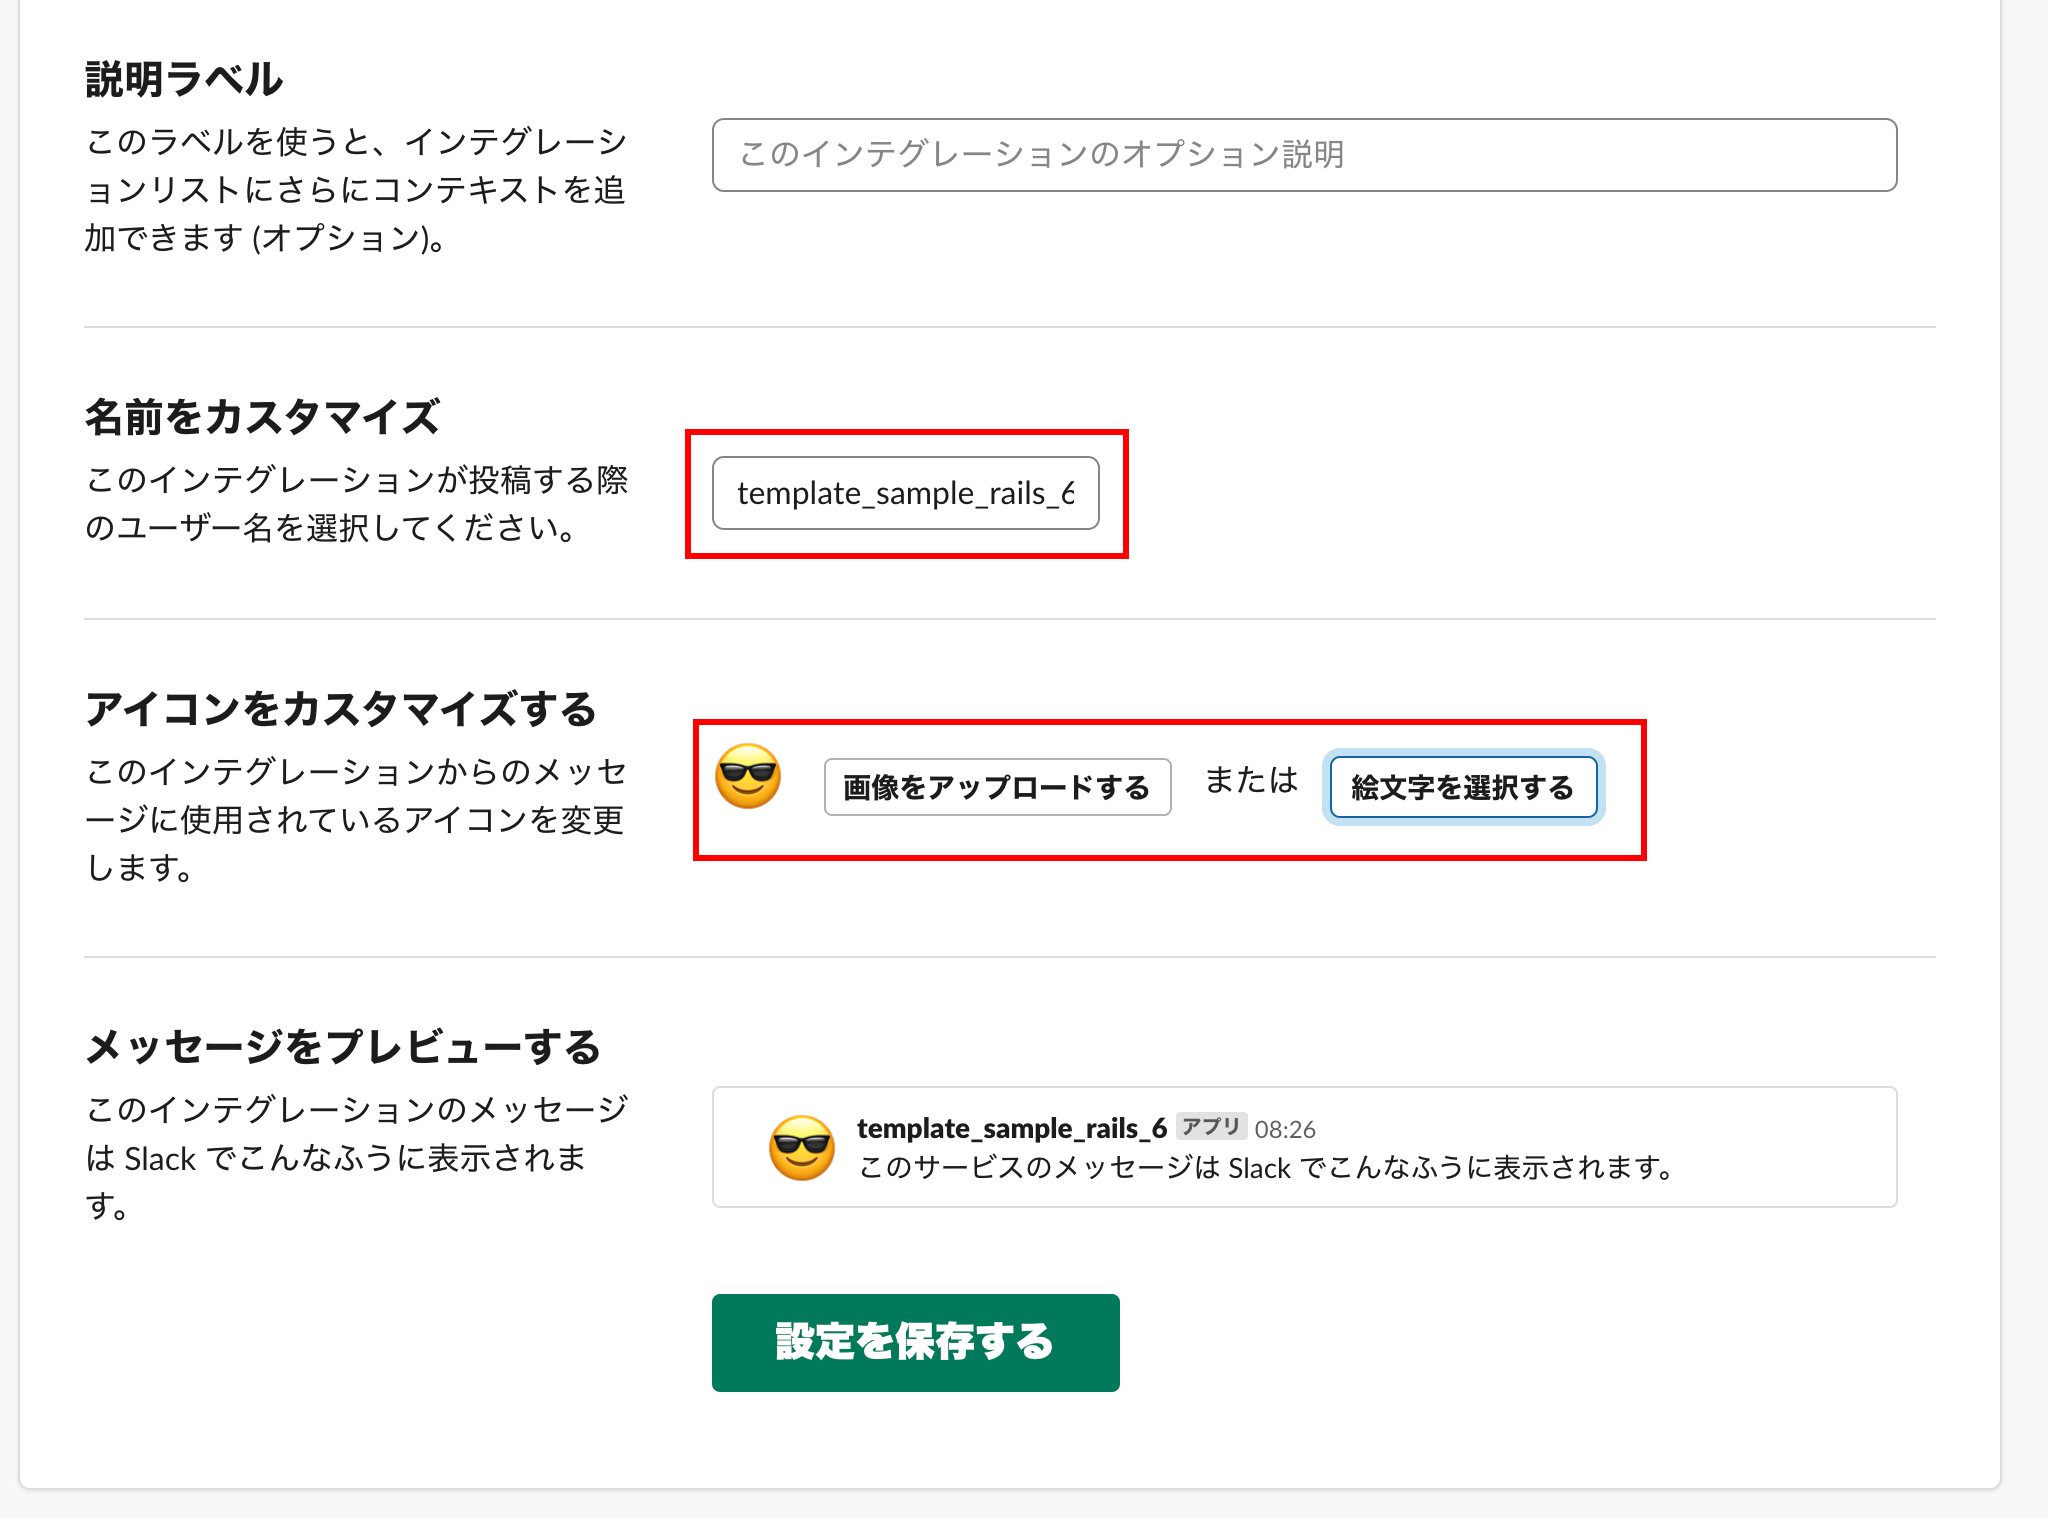 説明ラベル
このラベルを使うと、インテグレーシ
ョンリストにさらにコンテキストを追
加できます (オプション)。
このインテグレーションのオプション説明
名前をカスタマイズ
このインテグレーションが投稿する際
のユーザー名を選択してください。
template_sample_rails_6
アイコンをカスタマイズする
このインテグレーションからのメッセ
ージに使用されているアイコンを変更
します。
画像をアップロードする または 絵文字を選択する
メッセージをプレビューする
このインテグレーションのメッセージ
は Slack でこんなふうに表示されま
す。
template_sample_rails_6 アプリ 08:26
このサービスのメッセージは Slack でこんなふうに表示されます。
設定を保存する